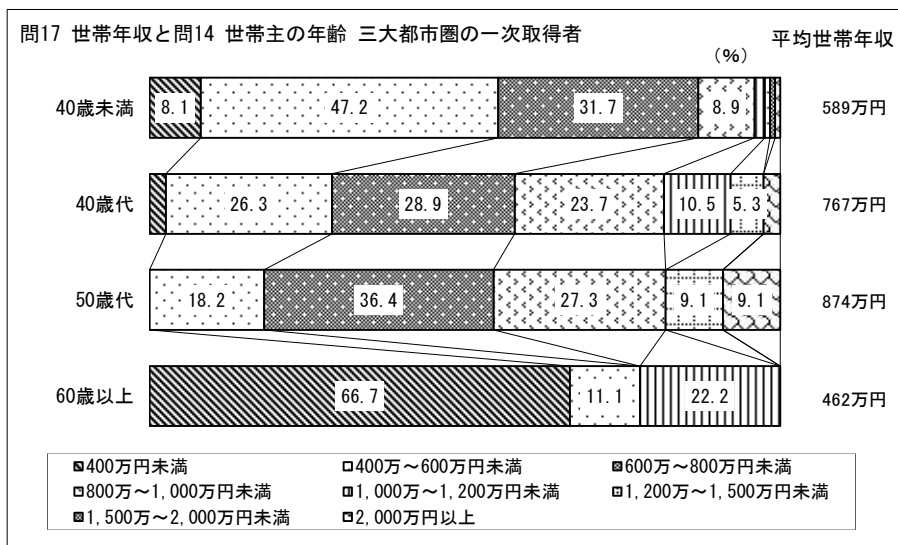 問17 世帯年収と問14 世帯主の年齢 三大都市圏の一次取得者
(%)
平均世帯年収
40歳未満 8.1 47.2 31.7 8.9 589万円
40歳代 26.3 28.9 23.7 10.5 5.3 767万円
50歳代 18.2 36.4 27.3 9.1 9.1 874万円
60歳以上 66.7 11.1 22.2 462万円
400万円未満 400万～600万円未満 600万～800万円未満
800万～1,000万円未満 1,000万～1,200万円未満 1,200万～1,500万円未満
1,500万～2,000万円未満 2,000万円以上